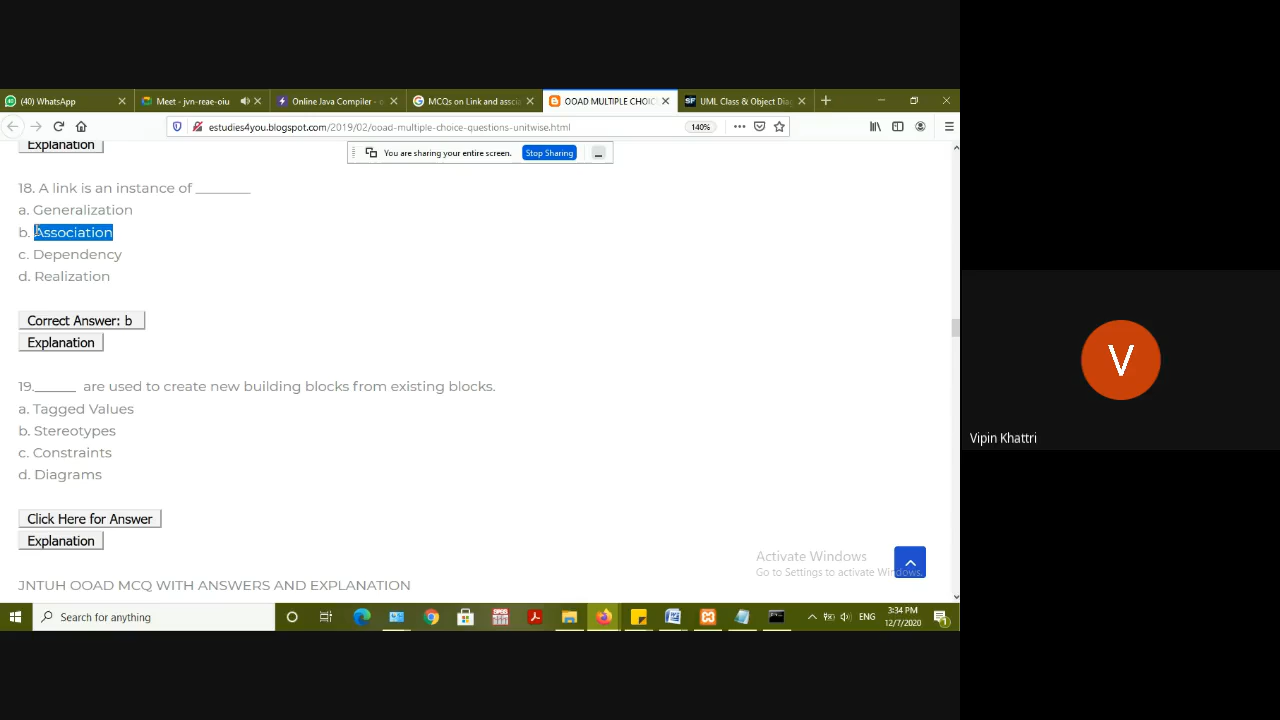 (40) WhatsApp
Meet - jvn-reae-oiu
Online Java Compiler - o
MCQs on Link and associa
OOAD MULTIPLE CHOIC
UML Class & Object Dia
estudies4you.blogspot.com/2019/02/ooad-multiple-choice-questions-unitwise.html
140%
You are sharing your entire screen.
Stop Sharing
Explanation
18. A link is an instance of ________
a. Generalization
b. Association
c. Dependency
d. Realization
Correct Answer: b
Explanation
19.______ are used to create new building blocks from existing blocks.
a. Tagged Values
b. Stereotypes
c. Constraints
d. Diagrams
Click Here for Answer
Explanation
JNTUH OOAD MCQ WITH ANSWERS AND EXPLANATION
Activate Windows
Go to Settings to activate Windows.
V
Vipin Khattri
Search for anything
ENG
3:34 PM
12/7/2020